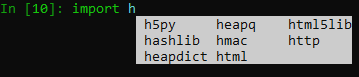 In [10]: import h
h5py heapq html5lib
hashlib hmac http
heapdict html